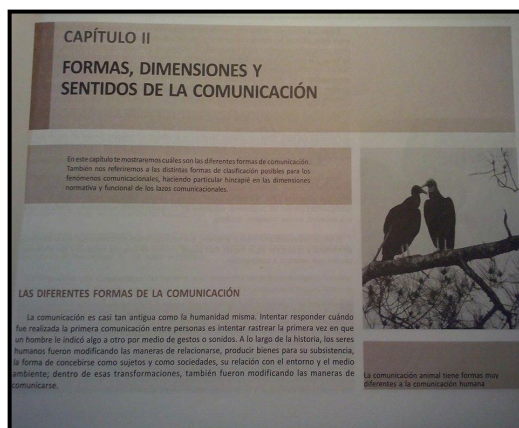 CAPÍTULO II
FORMAS, DIMENSIONES Y
SENTIDOS DE LA COMUNICACIÓN
En este capítulo te mostraremos cuáles son las diferentes formas de comunicación.
También nos referiremos a las distintas formas de clasificación posibles para los
fenómenos comunicacionales, haciendo particular hincapié en las dimensiones
normativa y funcional de los lazos comunicacionales.
LAS DIFERENTES FORMAS DE LA COMUNICACIÓN
La comunicación es casi tan antigua como la humanidad misma. Intentar responder cuándo
fue realizada la primera comunicación entre personas es intentar rastrear la primera vez en que
un hombre le indicó algo a otro por medio de gestos o sonidos. A lo largo de la historia, los seres
humanos fueron modificando las maneras de relacionarse, producir bienes para su subsistencia,
la forma de concebirse como sujetos y como sociedades, su relación con el entorno y el medio
ambiente; dentro de esas transformaciones, también fueron modificando las maneras de
comunicarse.
La comunicación animal tiene formas muy
diferentes a la comunicación humana